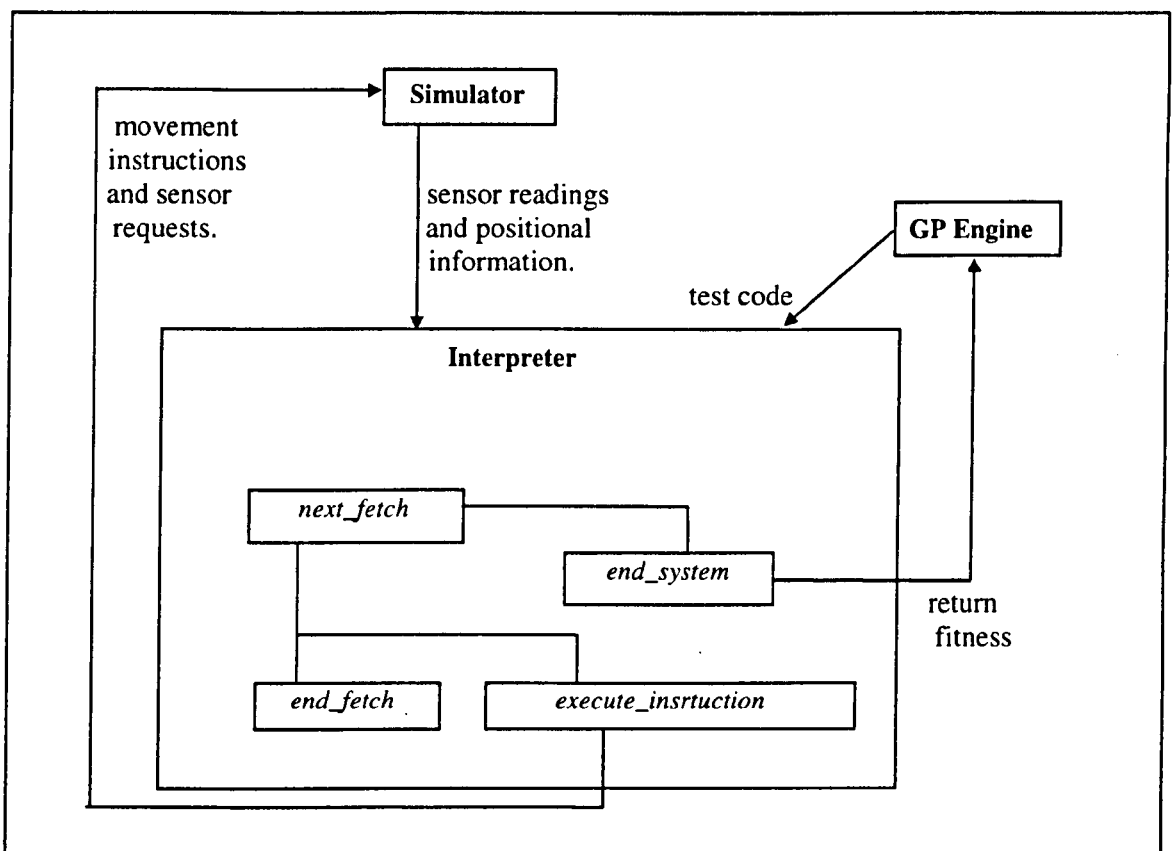 Simulator
movement
instructions
and sensor
requests.
sensor readings
and positional
information.
GP Engine
test code
Interpreter
next_fetch
end_system
return
fitness
end_fetch
execute_insrtuction